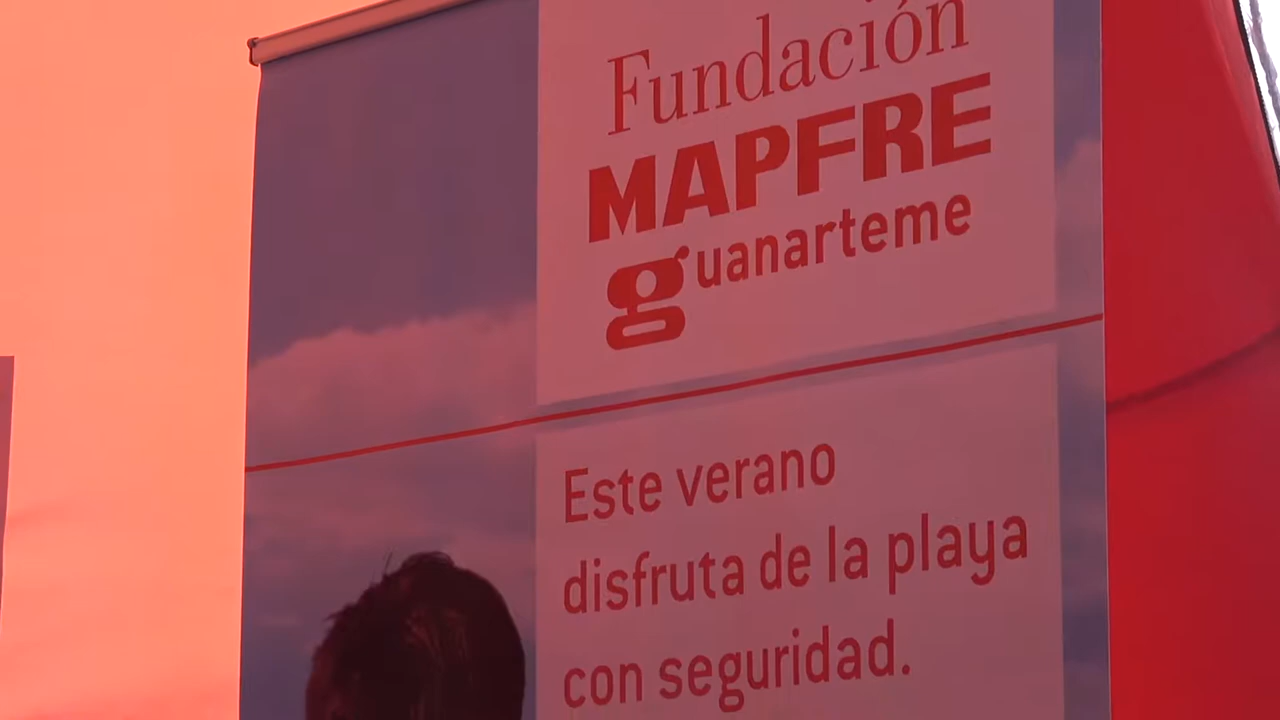 Fundación
MAPFRE
guanarteme
Este verano
disfruta de la playa
con seguridad.